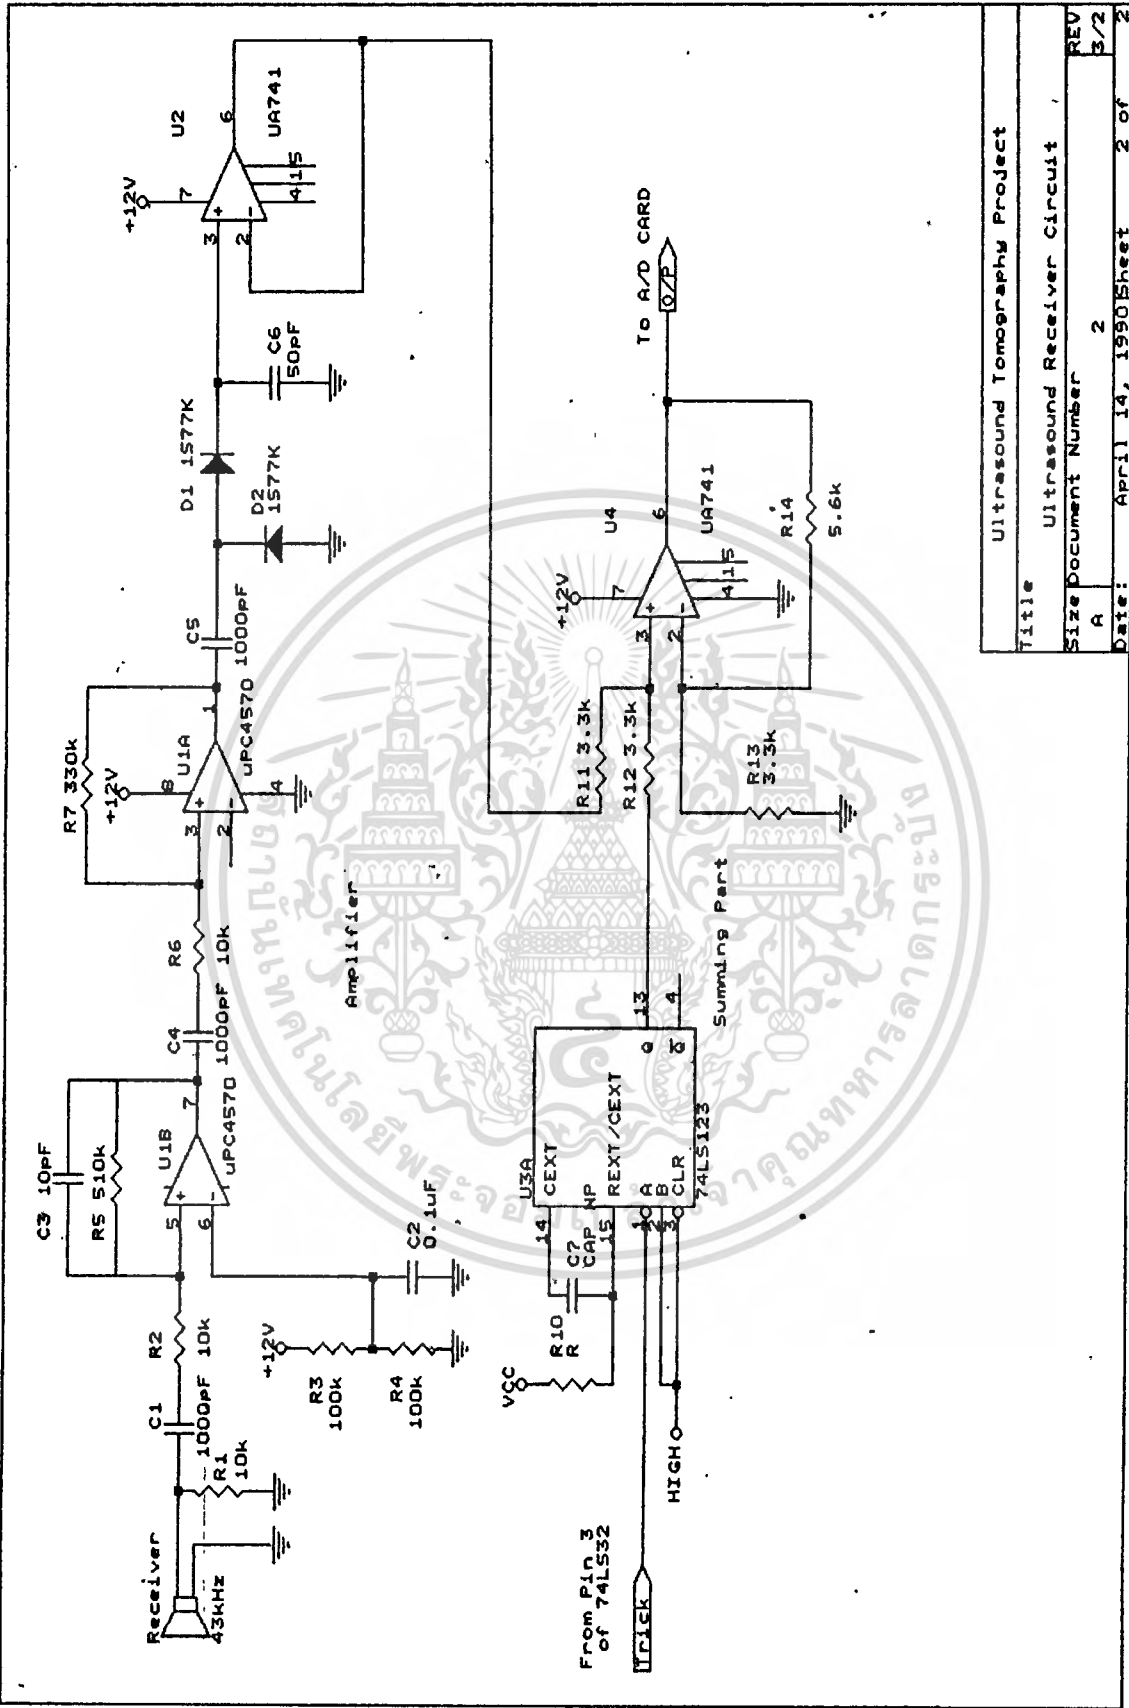 Receiver
43kHz
R1
10k
C1
1000pF
R2
10k
C3 10pF
R5 510k
U1B
uPC4570
5
6
7
+12V
R3
100k
R4
100k
C2
0.1uF
C4
1000pF
R6
10k
R7 330k
+12V
U1A
uPC4570
8
3
2
1
4
C5
1000pF
D1 1S77K
D2
1S77K
C6
50pF
+12V
U2
UA741
7
3
2
6
4 1 5
Amplifier
From Pin 3
of 74LS32
Trick
HIGH
VCC
R10
R
C7
CAP NP
U3A
CEXT
REXT/CEXT
A
B
CLR
74LS123
14
15
1
2
3
Q
Q
13
4
Summing Part
R11 3.3k
R12 3.3k
R13
3.3k
+12V
U4
UA741
7
3
2
6
4 1 5
R14
5.6k
To A/D CARD
O/P
Ultrasound Tomography Project
Title
Ultrasound Receiver Circuit
Size Document Number
REV
A
2
3/2
Date: April 14, 1990 Sheet 2 of 2